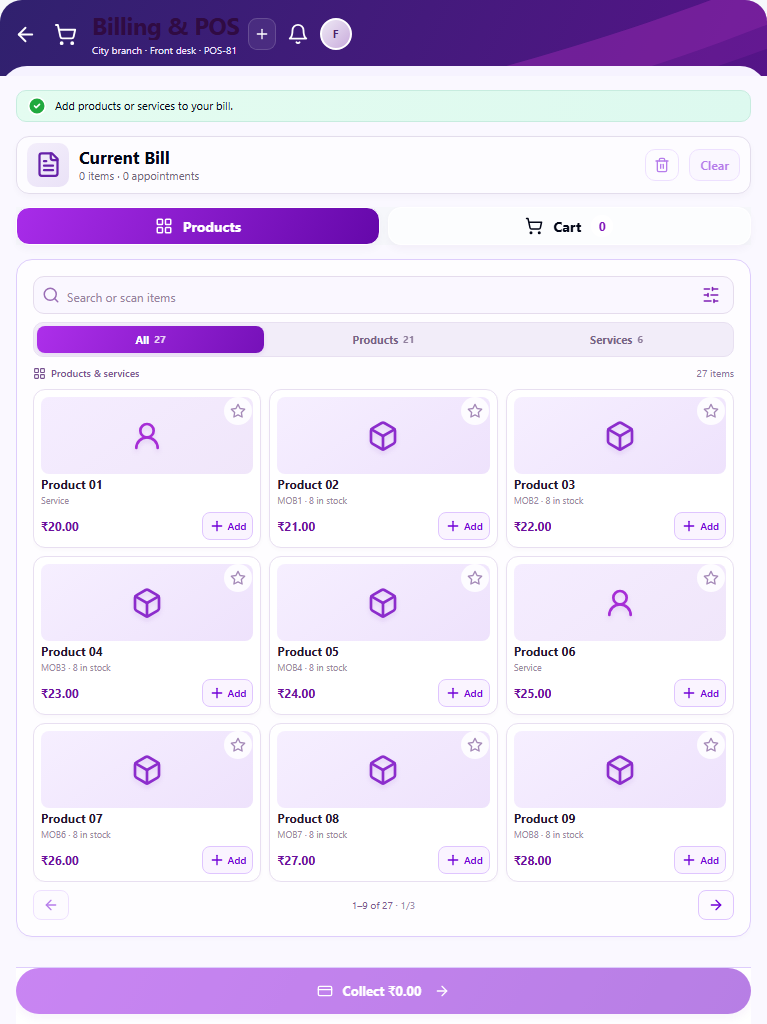 Billing & POS
City branch · Front desk · POS-81
F
Add products or services to your bill.
Current Bill
0 items · 0 appointments
Clear
Products
Cart 0
Search or scan items
All 27
Products 21
Services 6
Products & services
27 items
Product 01
Service
₹20.00
Add
Product 02
MOB1 · 8 in stock
₹21.00
Add
Product 03
MOB2 · 8 in stock
₹22.00
Add
Product 04
MOB3 · 8 in stock
₹23.00
Add
Product 05
MOB4 · 8 in stock
₹24.00
Add
Product 06
Service
₹25.00
Add
Product 07
MOB6 · 8 in stock
₹26.00
Add
Product 08
MOB7 · 8 in stock
₹27.00
Add
Product 09
MOB8 · 8 in stock
₹28.00
Add
1–9 of 27 · 1/3
Collect ₹0.00